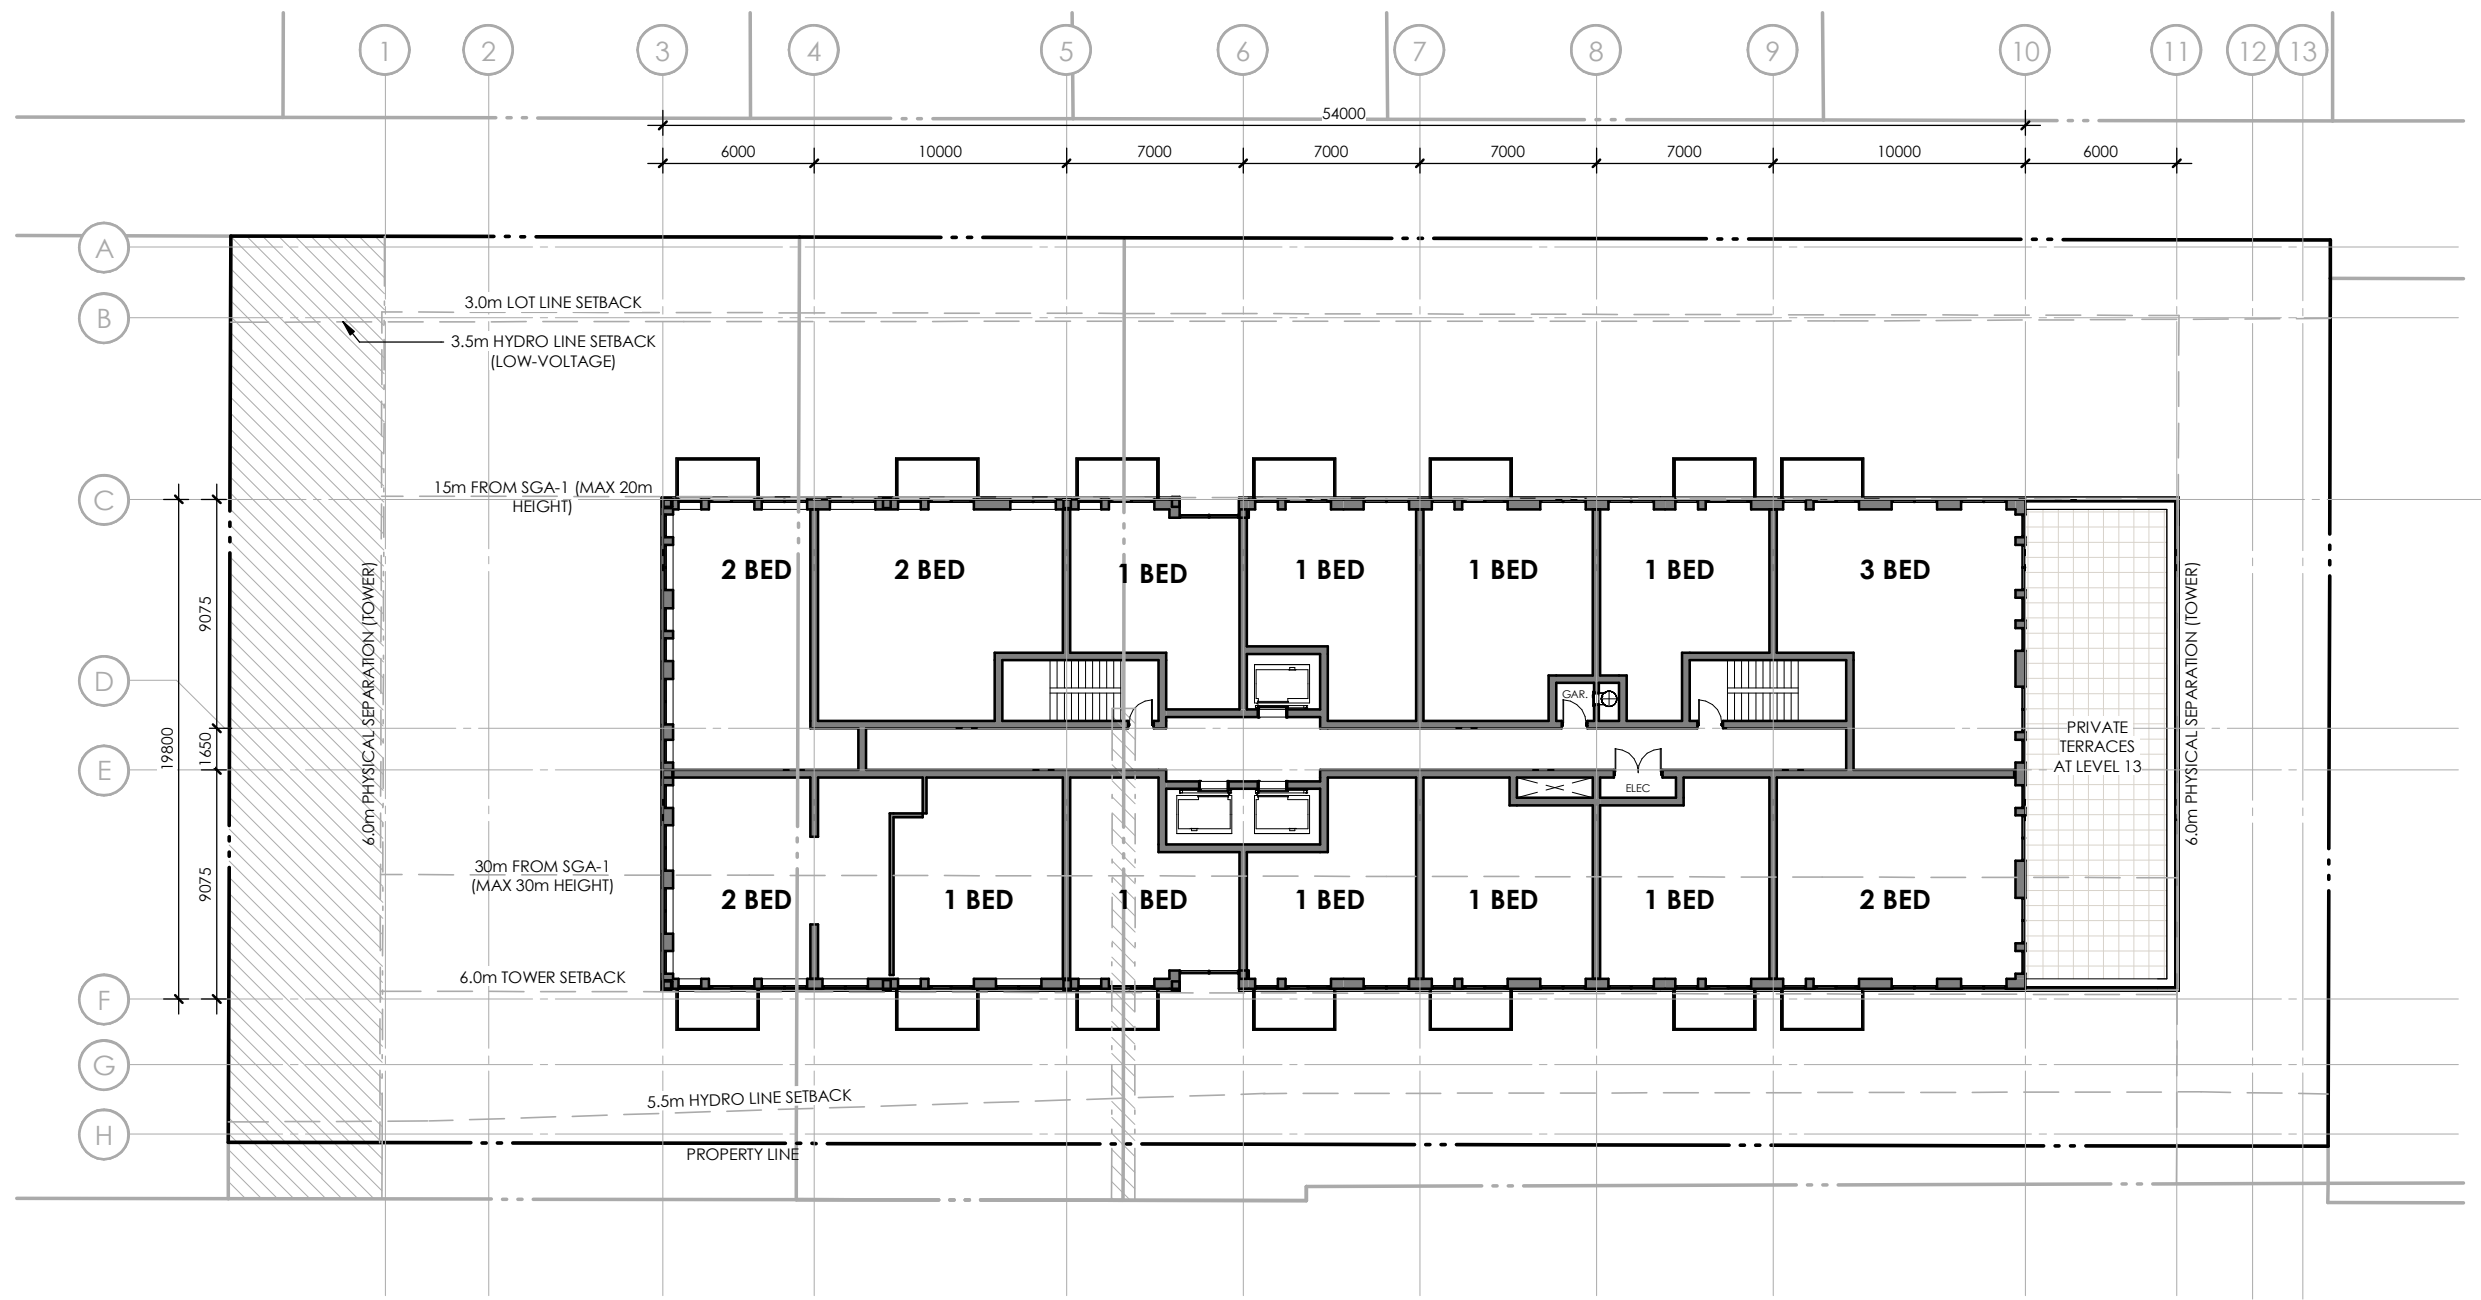 1 2 3 4 5 6 7 8 9 10 11 12 13
54000
6000 10000 7000 7000 7000 7000 10000 6000
A
B
3.0m LOT LINE SETBACK
3.5m HYDRO LINE SETBACK
(LOW-VOLTAGE)
C
15m FROM SGA-1 (MAX 20m
HEIGHT)
2 BED 2 BED 1 BED 1 BED 1 BED 1 BED 3 BED
9075
6.0m PHYSICAL SEPARATION (TOWER)
6.0m PHYSICAL SEPARATION (TOWER)
D
GAR.
19800
1650
PRIVATE
TERRACES
AT LEVEL 13
E
ELEC
9075
30m FROM SGA-1
(MAX 30m HEIGHT)
2 BED 1 BED 1 BED 1 BED 1 BED 1 BED 2 BED
6.0m TOWER SETBACK
F
G
5.5m HYDRO LINE SETBACK
H
PROPERTY LINE